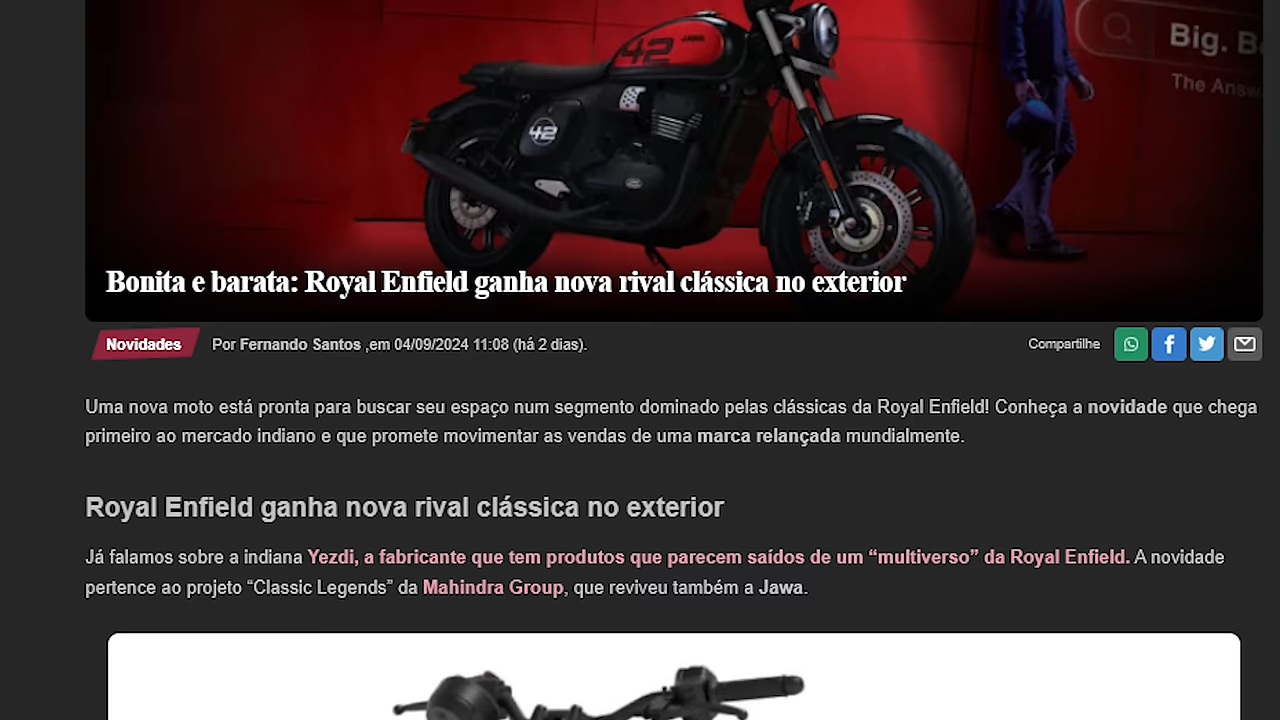 42 JAWA
Big.
The
42
Bonita e barata: Royal Enfield ganha nova rival clássica no exterior
Novidades Por Fernando Santos ,em 04/09/2024 11:08 (há 2 dias). Compartilhe
Uma nova moto está pronta para buscar seu espaço num segmento dominado pelas clássicas da Royal Enfield! Conheça a novidade que chega
primeiro ao mercado indiano e que promete movimentar as vendas de uma marca relançada mundialmente.
Royal Enfield ganha nova rival clássica no exterior
Já falamos sobre a indiana Yezdi, a fabricante que tem produtos que parecem saídos de um “multiverso” da Royal Enfield. A novidade
pertence ao projeto “Classic Legends” da Mahindra Group, que reviveu também a Jawa.